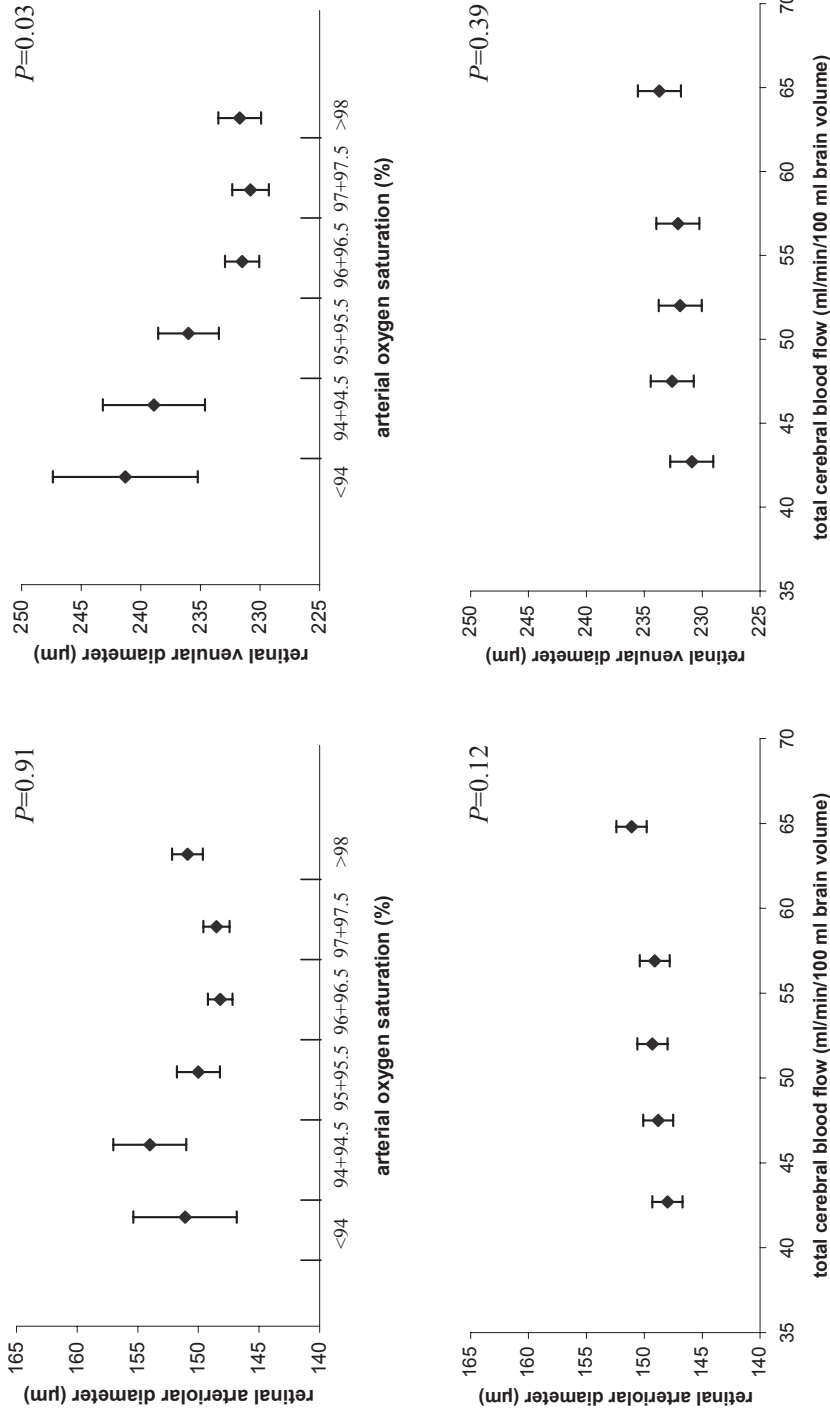 P=0.91
165
160
155
150
145
140
retinal arteriolar diameter (µm)
<94 94+94.5 95+95.5 96+96.5 97+97.5 >98
arterial oxygen saturation (%)
P=0.03
250
245
240
235
230
225
retinal venular diameter (µm)
<94 94+94.5 95+95.5 96+96.5 97+97.5 >98
arterial oxygen saturation (%)
P=0.12
165
160
155
150
145
140
retinal arteriolar diameter (µm)
35 40 45 50 55 60 65 70
total cerebral blood flow (ml/min/100 ml brain volume)
P=0.39
250
245
240
235
230
225
retinal venular diameter (µm)
35 40 45 50 55 60 65 70
total cerebral blood flow (ml/min/100 ml brain volume)